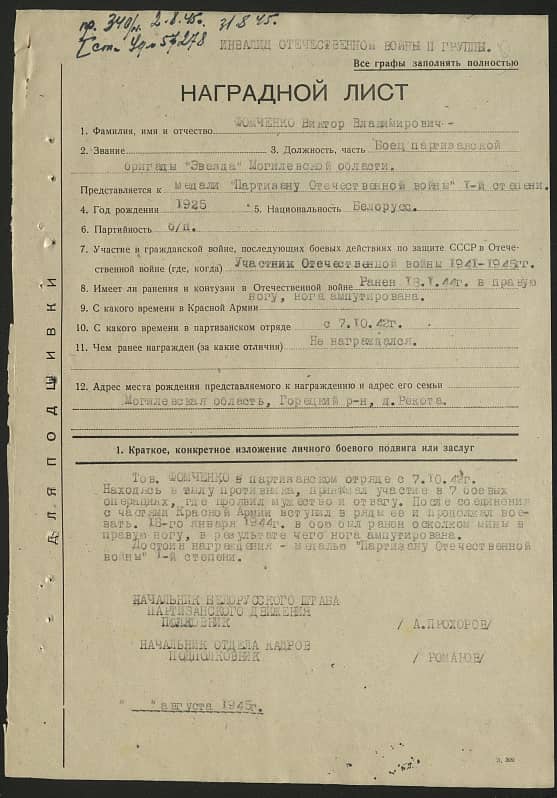 пр. 340/н 2.8.45. 31.8.45.
I ст. Уд № 57278
ИНВАЛИД ОТЕЧЕСТВЕННОЙ ВОЙНЫ II ГРУППЫ.
Все графы заполнять полностью
НАГРАДНОЙ ЛИСТ
1. Фамилия, имя и отчество ФОМЧЕНКО Виктор Владимирович-
2. Звание 3. Должность, часть Боец партизанской
бригады "Звезда" Могилевской области.
Представляется к медали "Партизану Отечественной войны" I-й степени.
4. Год рождения 1925 5. Национальность Белорусс.
6. Партийность б/п.
7. Участие в гражданской войне, последующих боевых действиях по защите СССР в Отече-
ственной войне (где, когда) Участник Отечественной войны 1941-1945гг.
8. Имеет ли ранения и контузии в Отечественной войне Ранен 18.I.44г. в правую
ногу, нога ампутирована.
9. С какого времени в Красной Армии
10. С какого времени в партизанском отряде с 7.10.42г.
11. Чем ранее награжден (за какие отличия) Не награждался.
12. Адрес места рождения представляемого к награждению и адрес его семьи
Могилевская область, Горецкий р-н, д. Рекота.
1. Краткое, конкретное изложение личного боевого подвига или заслуг
Тов. ФОМЧЕНКО в партизанском отряде с 7.10.42г.
Находясь в тылу противника, принимал участие в 7 боевых
операциях, где проявил мужество и отвагу. После соединения
с частями Красной Армии вступил в ряды ее и продолжал вое-
вать. 18-го января 1944г. в бою был ранен осколком мины в
правую ногу, в результате чего нога ампутирована.
Достоин награждения - медалью "Партизану Отечественной
войны" I-й степени.
НАЧАЛЬНИК БЕЛОРУССКОГО ШТАБА
ПАРТИЗАНСКОГО ДВИЖЕНИЯ
ПОЛКОВНИК / А.ПРОХОРОВ/
НАЧАЛЬНИК ОТДЕЛА КАДРОВ
ПОДПОЛКОВНИК / РОМАНОВ/
" " августа 1945г.
ДЛЯ ПОДШИВКИ